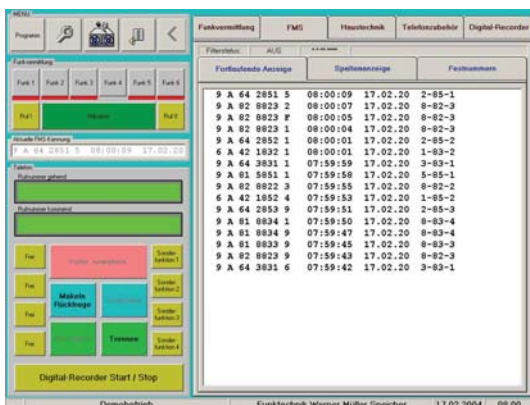 MENÜ
Programm
Funkvermittlung
Funk 1 Funk 2 Funk 3 Funk 4 Funk 5 Funk 6
Ruf I Ruf II
Aktuelle FMS-Kennung
9 A 64 2851 5 08:00:09 17.02.20
Telefon
Rufnummer gehend
Rufnummer kommend
Frei
Frei
Frei
Frei
Makeln
Rückfrage
Trennen
Sonder-
funktion 1
Sonder-
funktion 2
Sonder-
funktion 3
Sonder-
funktion 4
Digital-Recorder Start / Stop
Funkvermittlung FMS Haustechnik Telefonzubehör Digital-Recorder
Filterstatus: AUS
Fortlaufende Anzeige Spaltenanzeige Festnummern
9 A 64 2851 5 08:00:09 17.02.20 2-85-1
9 A 82 8823 2 08:00:07 17.02.20 8-82-3
9 A 82 8823 F 08:00:05 17.02.20 8-82-3
9 A 82 8823 1 08:00:04 17.02.20 8-82-3
9 A 64 2852 1 08:00:01 17.02.20 2-85-2
6 A 42 1832 1 08:00:01 17.02.20 1-83-2
9 A 64 3831 1 07:59:59 17.02.20 3-83-1
9 A 81 5851 1 07:59:58 17.02.20 5-85-1
9 A 82 8822 3 07:59:55 17.02.20 8-82-2
6 A 42 1852 4 07:59:53 17.02.20 1-85-2
9 A 64 2853 9 07:59:51 17.02.20 2-85-3
9 A 81 8834 1 07:59:50 17.02.20 8-83-4
9 A 81 8834 9 07:59:47 17.02.20 8-83-4
9 A 81 8833 9 07:59:45 17.02.20 8-83-3
9 A 82 8823 9 07:59:43 17.02.20 8-82-3
9 A 64 3831 6 07:59:42 17.02.20 3-83-1
Demobetrieb Funktechnik Werner Müller Speicher 17.02.2004 08:00